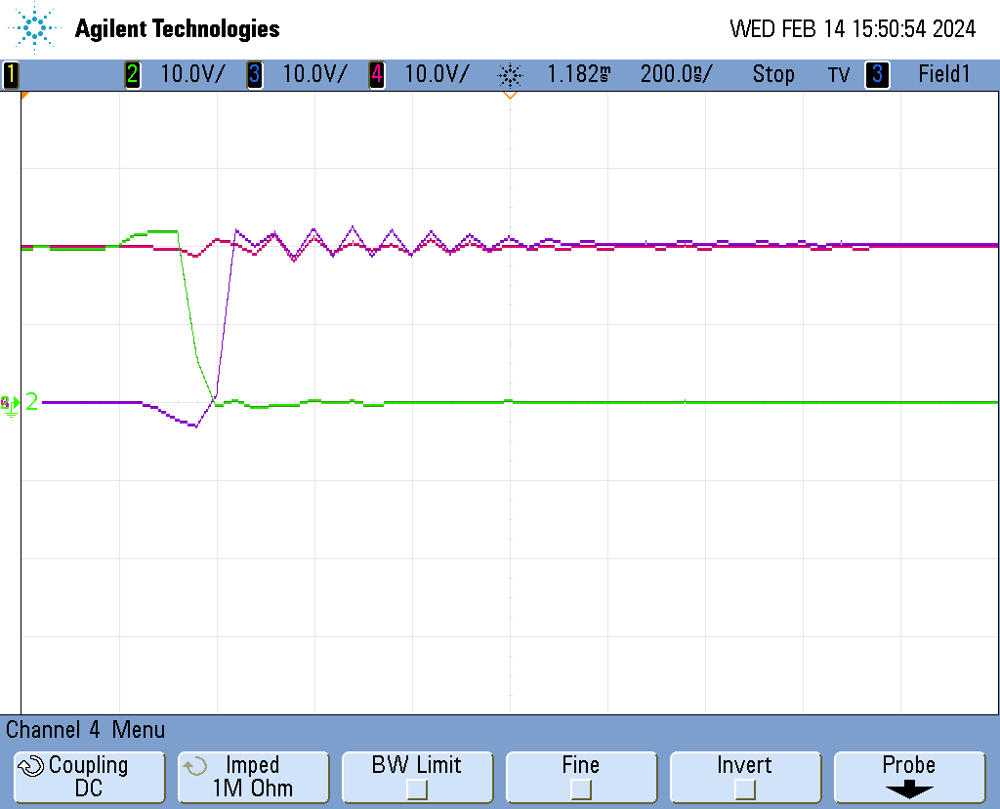 Agilent Technologies
WED FEB 14 15:50:54 2024
1 2 10.0V/ 3 10.0V/ 4 10.0V/ 1.182ms 200.0ns/ Stop TV 3 Field1
2
Channel 4 Menu
Coupling
DC
Imped
1M Ohm
BW Limit
Fine
Invert
Probe